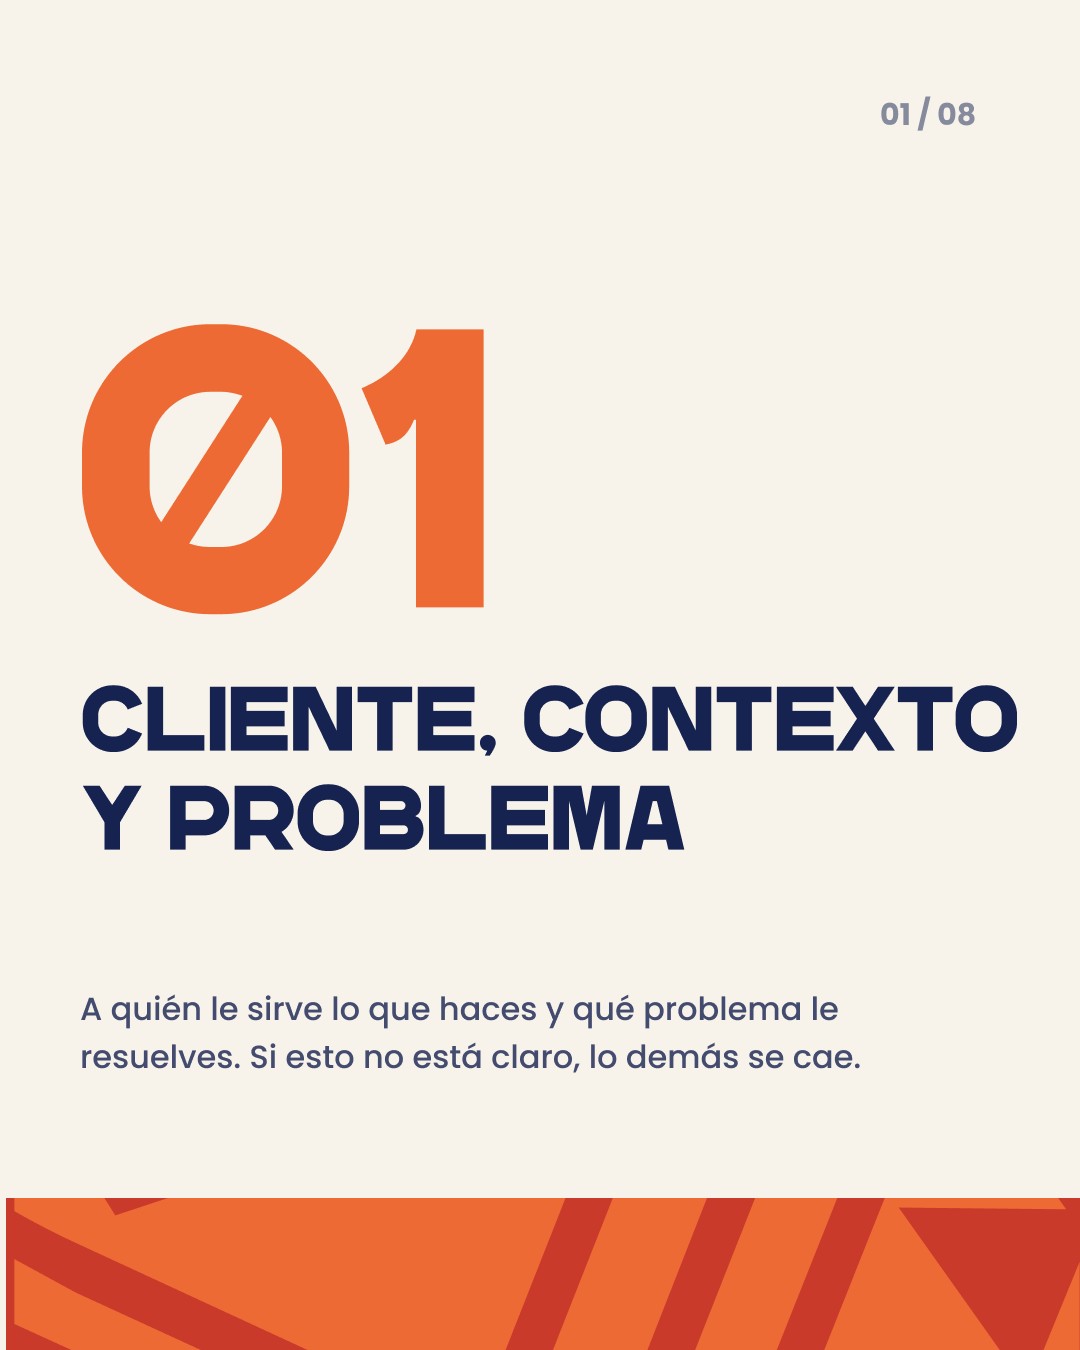 01 / 08
01
CLIENTE, CONTEXTO
Y PROBLEMA
A quién le sirve lo que haces y qué problema le
resuelves. Si esto no está claro, lo demás se cae.